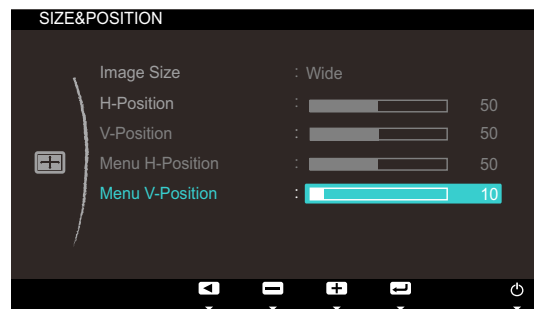 SIZE&POSITION
Image Size : Wide
H-Position : 50
V-Position : 50
Menu H-Position : 50
Menu V-Position : 10